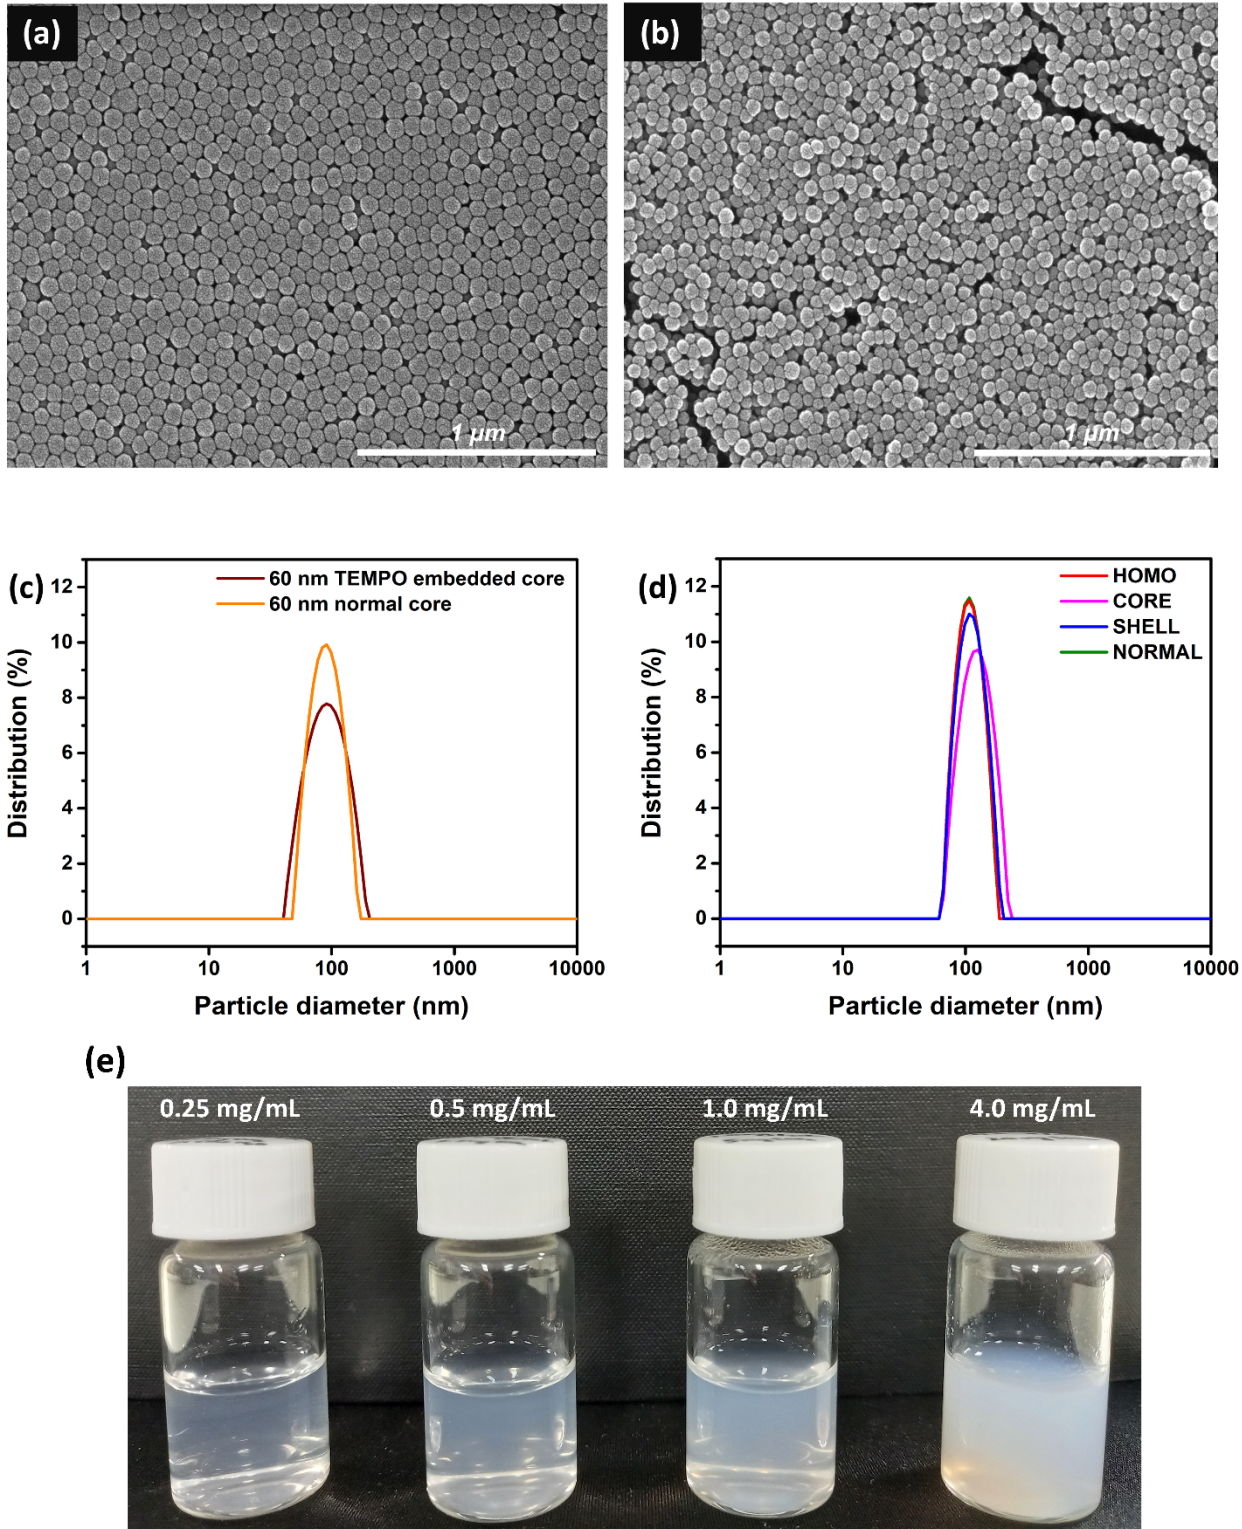 (a)
(b)
1 μm
1 μm
(c)
60 nm TEMPO embedded core
60 nm normal core
12
10
8
6
4
2
0
Distribution (%)
1
10
100
1000
10000
Particle diameter (nm)
(d)
HOMO
CORE
SHELL
NORMAL
12
10
8
6
4
2
0
Distribution (%)
1
10
100
1000
10000
Particle diameter (nm)
(e)
0.25 mg/mL
0.5 mg/mL
1.0 mg/mL
4.0 mg/mL